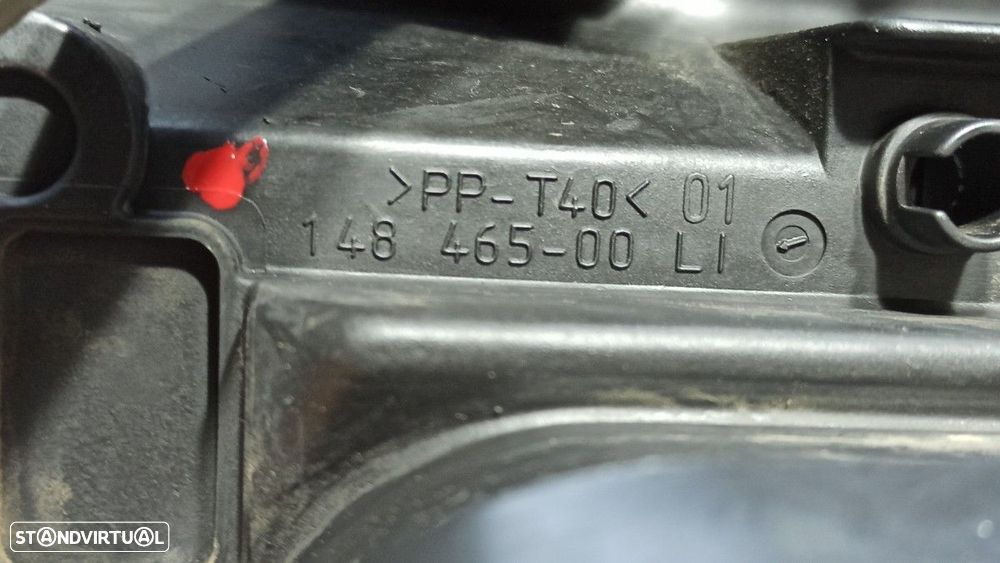 >PP-T40< 01
148 465-00 LI
STANDVIRTUAL